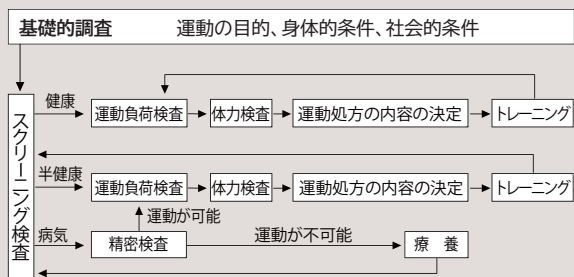 基礎的調査　運動の目的、身体的条件、社会的条件
スクリーニング検査
健康
運動負荷検査
体力検査
運動処方の内容の決定
トレーニング
半健康
運動負荷検査
体力検査
運動処方の内容の決定
トレーニング
運動が可能
病気
精密検査
運動が不可能
療　養